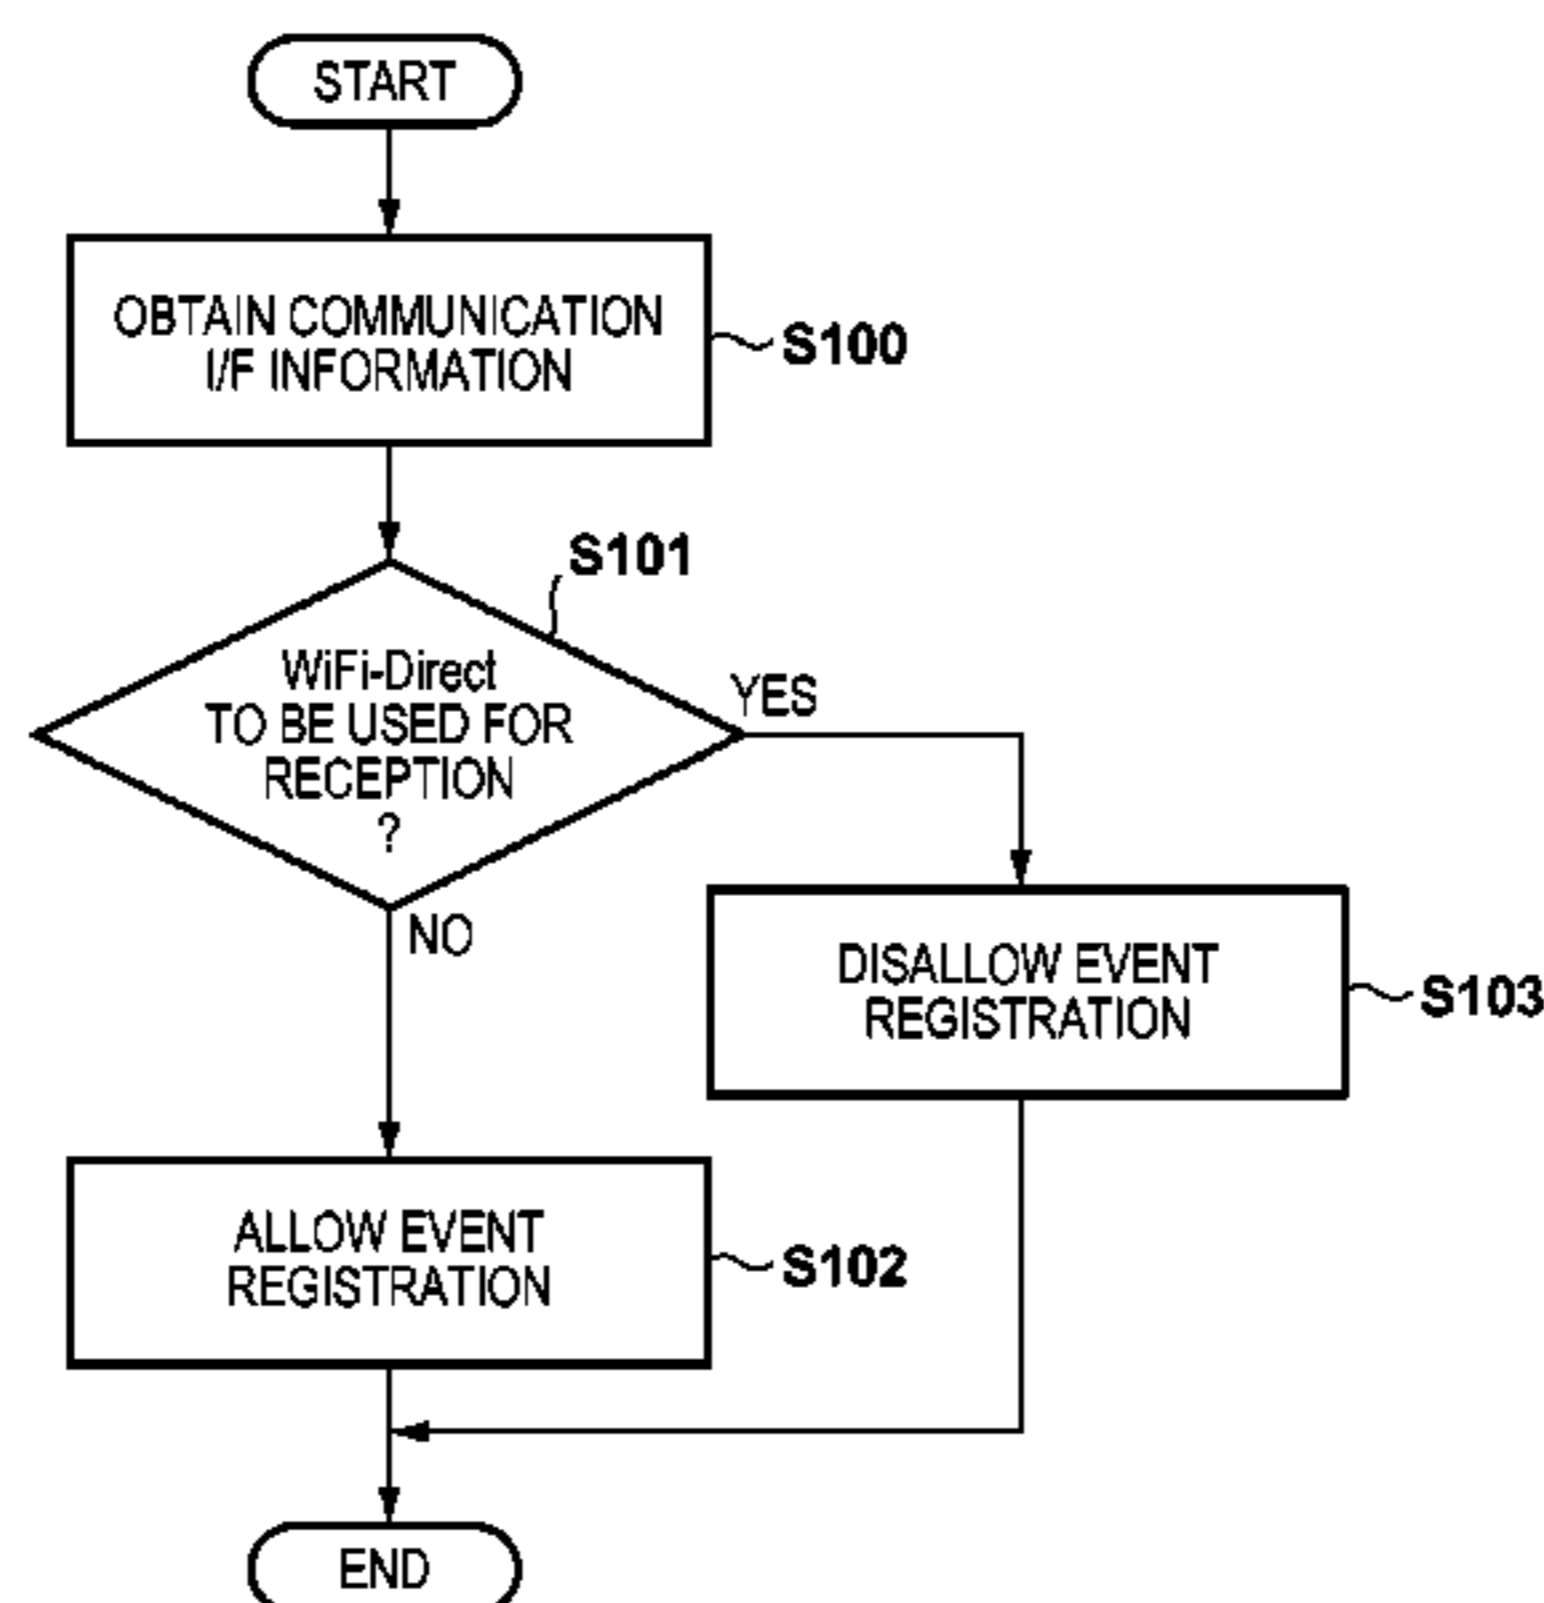 START
OBTAIN COMMUNICATION
I/F INFORMATION
S100
S101
WiFi-Direct
TO BE USED FOR
RECEPTION
?
YES
NO
DISALLOW EVENT
REGISTRATION
S103
ALLOW EVENT
REGISTRATION
S102
END